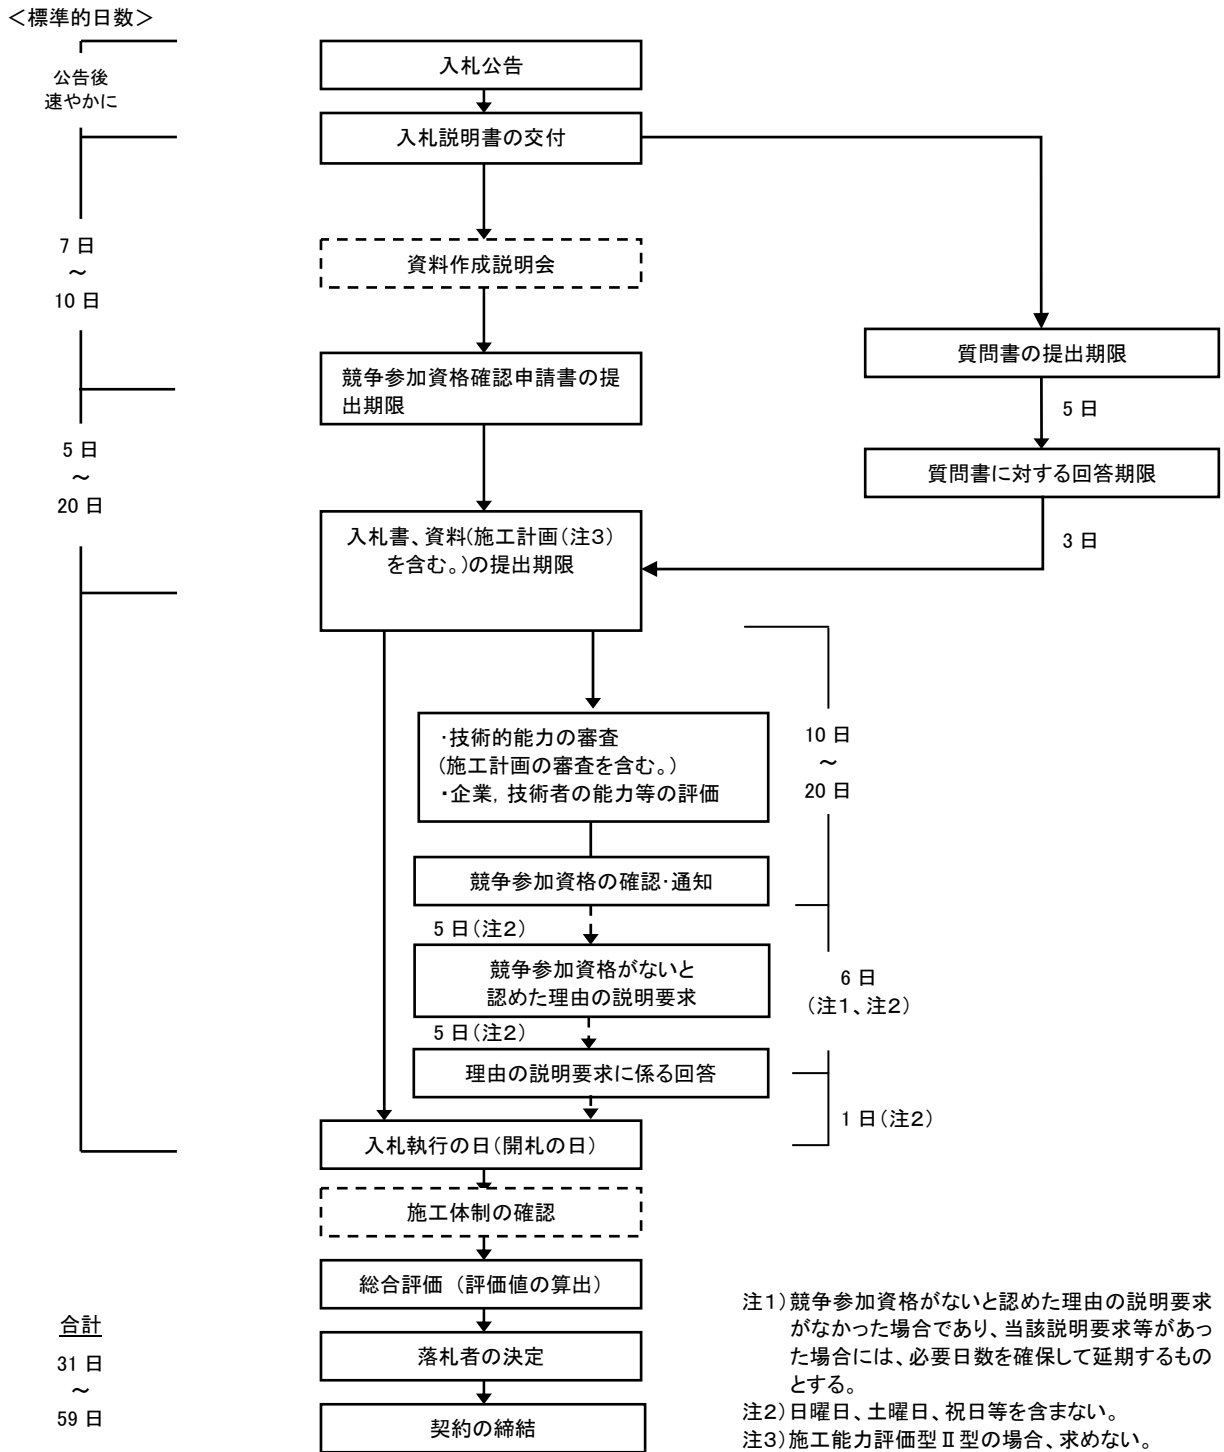 ＜標準的日数＞
公告後
速やかに
7 日
～
10 日
5 日
～
20 日
合計
31 日
～
59 日
入札公告
入札説明書の交付
資料作成説明会
競争参加資格確認申請書の提
出期限
質問書の提出期限
5 日
質問書に対する回答期限
3 日
入札書、資料(施工計画(注3)
を含む。)の提出期限
・技術的能力の審査
(施工計画の審査を含む。)
・企業，技術者の能力等の評価
10 日
～
20 日
競争参加資格の確認・通知
5 日(注2)
競争参加資格がないと
認めた理由の説明要求
6 日
(注1、注2)
5 日(注2)
理由の説明要求に係る回答
1 日(注2)
入札執行の日(開札の日)
施工体制の確認
総合評価 (評価値の算出)
落札者の決定
契約の締結
注1)競争参加資格がないと認めた理由の説明要求
がなかった場合であり、当該説明要求等があっ
た場合には、必要日数を確保して延期するもの
とする。
注2)日曜日、土曜日、祝日等を含まない。
注3)施工能力評価型Ⅱ型の場合、求めない。